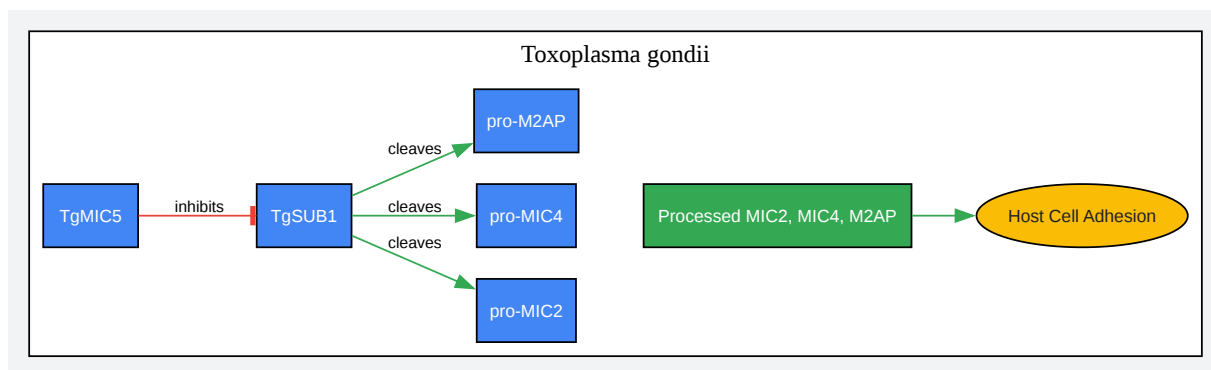 Toxoplasma gondii
pro-M2AP
cleaves
TgMIC5
inhibits
TgSUB1
cleaves
pro-MIC4
Processed MIC2, MIC4, M2AP
Host Cell Adhesion
cleaves
pro-MIC2